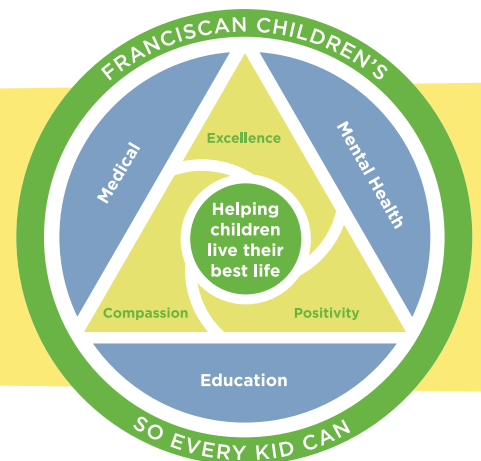 FRANCISCAN CHILDREN'S
Medical
Mental Health
Excellence
Helping
children
live their
best life
Compassion
Positivity
Education
SO EVERY KID CAN